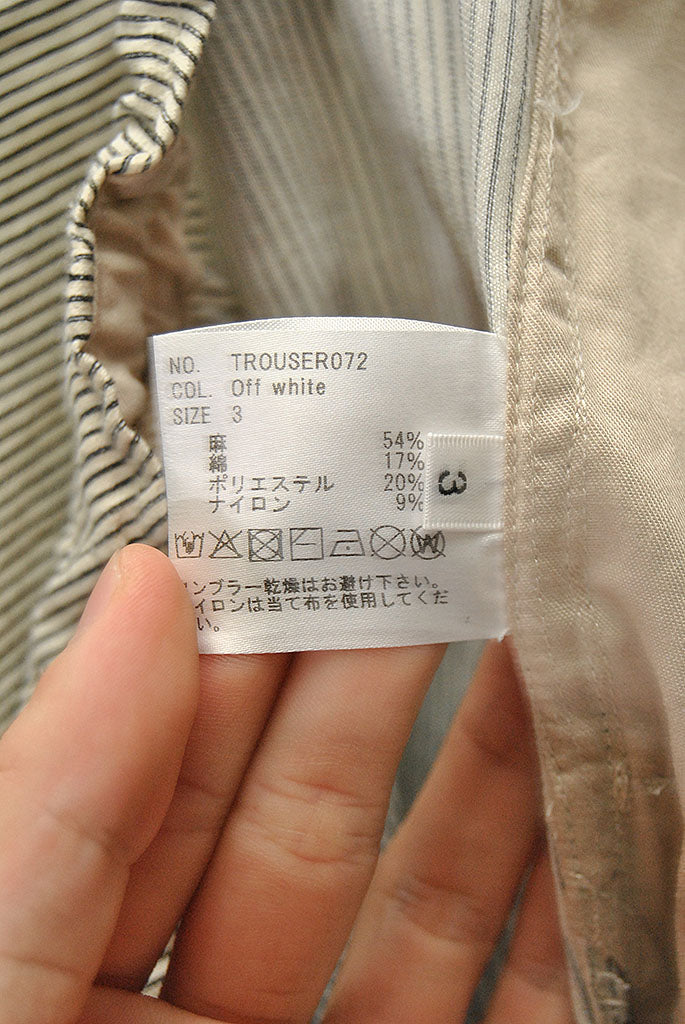 NO. TROUSER072
COL. Off white
SIZE 3
麻 54%
綿 17%
ポリエステル 20%
ナイロン 9%
3
ンブラー乾燥はお避け下さい。
イロンは当て布を使用してくだ
い。